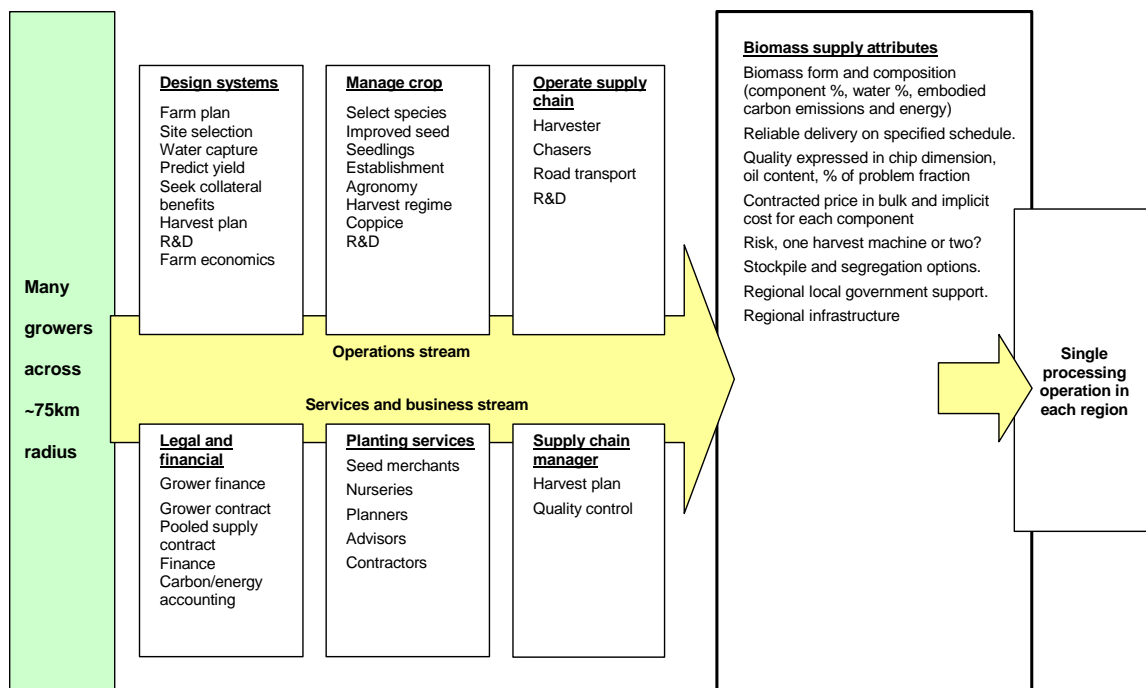 Many
growers
across
~75km
radius
Design systems
Farm plan
Site selection
Water capture
Predict yield
Seek collateral
benefits
Harvest plan
R&D
Farm economics
Manage crop
Select species
Improved seed
Seedlings
Establishment
Agronomy
Harvest regime
Coppice
R&D
Operate supply
chain
Harvester
Chasers
Road transport
R&D
Operations stream
Services and business stream
Legal and
financial
Grower finance
Grower contract
Pooled supply
contract
Finance
Carbon/energy
accounting
Planting services
Seed merchants
Nurseries
Planners
Advisors
Contractors
Supply chain
manager
Harvest plan
Quality control
Biomass supply attributes
Biomass form and composition
(component %, water %, embodied
carbon emissions and energy)
Reliable delivery on specified schedule.
Quality expressed in chip dimension,
oil content, % of problem fraction
Contracted price in bulk and implicit
cost for each component
Risk, one harvest machine or two?
Stockpile and segregation options.
Regional local government support.
Regional infrastructure
Single
processing
operation in
each region